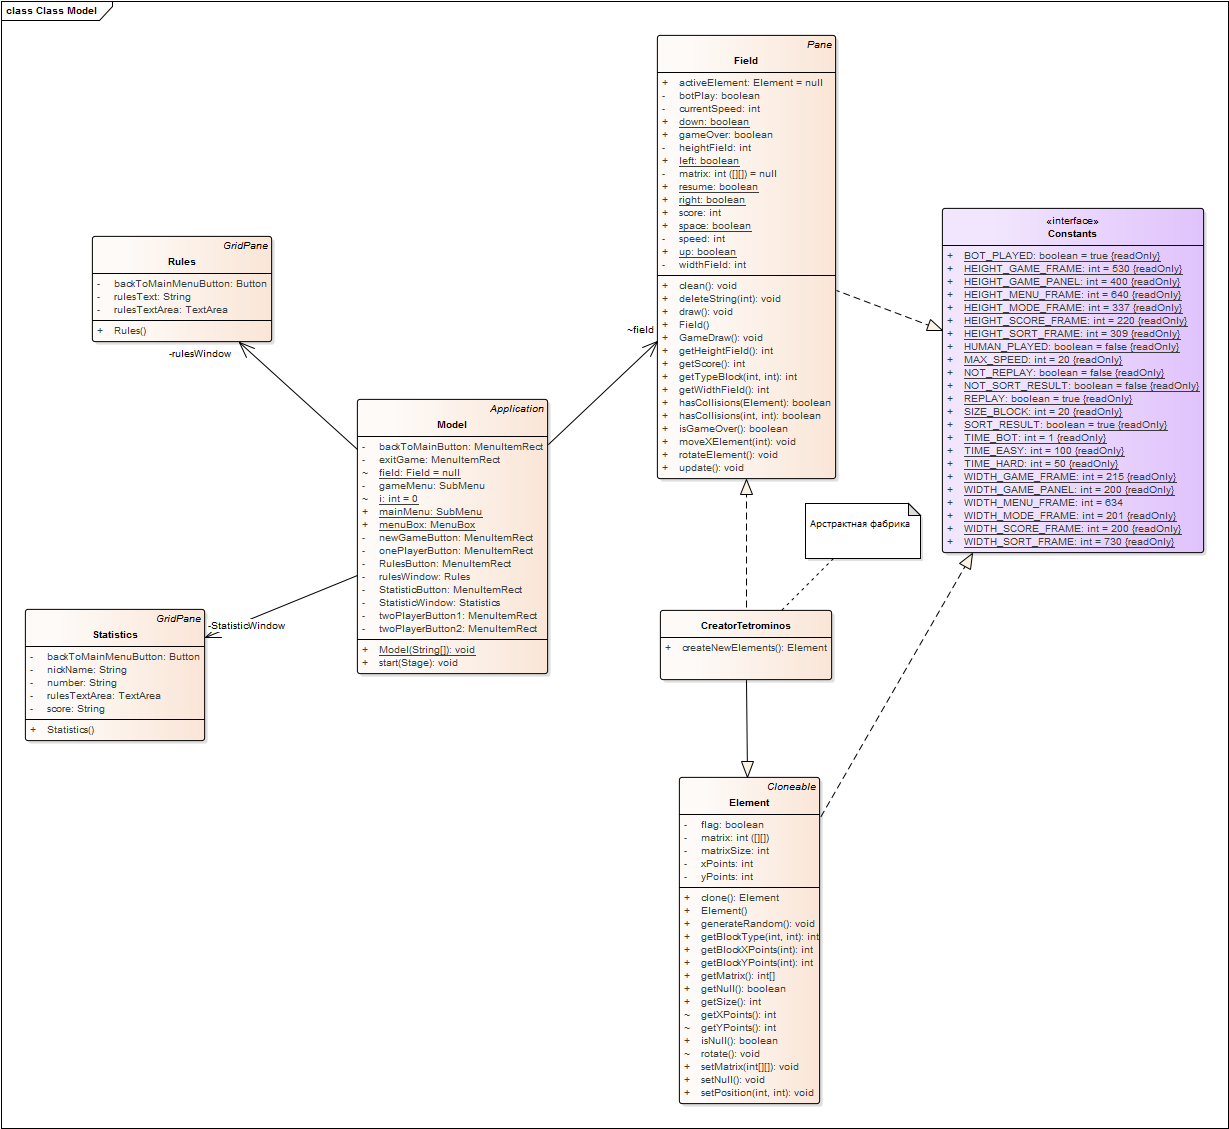 class Class Model
Pane
Field
+ activeElement: Element = null
- botPlay: boolean
- currentSpeed: int
+ down: boolean
+ gameOver: boolean
- heightField: int
+ left: boolean
- matrix: int ([][]) = null
+ resume: boolean
+ right: boolean
+ score: int
+ space: boolean
- speed: int
+ up: boolean
- widthField: int
+ clean(): void
+ deleteString(int): void
+ draw(): void
+ Field()
+ GameDraw(): void
+ getHeightField(): int
+ getScore(): int
+ getTypeBlock(int, int): int
+ getWidthField(): int
+ hasCollisions(Element): boolean
+ hasCollisions(int, int): boolean
+ isGameOver(): boolean
+ moveXElement(int): void
+ rotateElement(): void
+ update(): void
«interface»
Constants
+ BOT_PLAYED: boolean = true {readOnly}
+ HEIGHT_GAME_FRAME: int = 530 {readOnly}
+ HEIGHT_GAME_PANEL: int = 400 {readOnly}
+ HEIGHT_MENU_FRAME: int = 640 {readOnly}
+ HEIGHT_MODE_FRAME: int = 337 {readOnly}
+ HEIGHT_SCORE_FRAME: int = 220 {readOnly}
+ HEIGHT_SORT_FRAME: int = 309 {readOnly}
+ HUMAN_PLAYED: boolean = false {readOnly}
+ MAX_SPEED: int = 20 {readOnly}
+ NOT_REPLAY: boolean = false {readOnly}
+ NOT_SORT_RESULT: boolean = false {readOnly}
+ REPLAY: boolean = true {readOnly}
+ SIZE_BLOCK: int = 20 {readOnly}
+ SORT_RESULT: boolean = true {readOnly}
+ TIME_BOT: int = 1 {readOnly}
+ TIME_EASY: int = 100 {readOnly}
+ TIME_HARD: int = 50 {readOnly}
+ WIDTH_GAME_FRAME: int = 215 {readOnly}
+ WIDTH_GAME_PANEL: int = 200 {readOnly}
+ WIDTH_MENU_FRAME: int = 634
+ WIDTH_MODE_FRAME: int = 201 {readOnly}
+ WIDTH_SCORE_FRAME: int = 200 {readOnly}
+ WIDTH_SORT_FRAME: int = 730 {readOnly}
GridPane
Rules
- backToMainMenuButton: Button
- rulesText: String
- rulesTextArea: TextArea
+ Rules()
-rulesWindow
~field
Application
Model
- backToMainButton: MenuItemRect
- exitGame: MenuItemRect
~ field: Field = null
- gameMenu: SubMenu
~ i: int = 0
+ mainMenu: SubMenu
+ menuBox: MenuBox
- newGameButton: MenuItemRect
- onePlayerButton: MenuItemRect
- RulesButton: MenuItemRect
- rulesWindow: Rules
- StatisticButton: MenuItemRect
- StatisticWindow: Statistics
- twoPlayerButton1: MenuItemRect
- twoPlayerButton2: MenuItemRect
+ Model(String[]): void
+ start(Stage): void
-StatisticWindow
GridPane
Statistics
- backToMainMenuButton: Button
- nickName: String
- number: String
- rulesTextArea: TextArea
- score: String
+ Statistics()
Арстрактная фабрика
CreatorTetrominos
+ createNewElements(): Element
Cloneable
Element
- flag: boolean
- matrix: int ([][])
- matrixSize: int
- xPoints: int
- yPoints: int
+ clone(): Element
+ Element()
+ generateRandom(): void
+ getBlockType(int, int): int
+ getBlockXPoints(int): int
+ getBlockYPoints(int): int
+ getMatrix(): int[]
+ getNull(): boolean
+ getSize(): int
~ getXPoints(): int
~ getYPoints(): int
+ isNull(): boolean
~ rotate(): void
+ setMatrix(int[][]): void
+ setNull(): void
+ setPosition(int, int): void